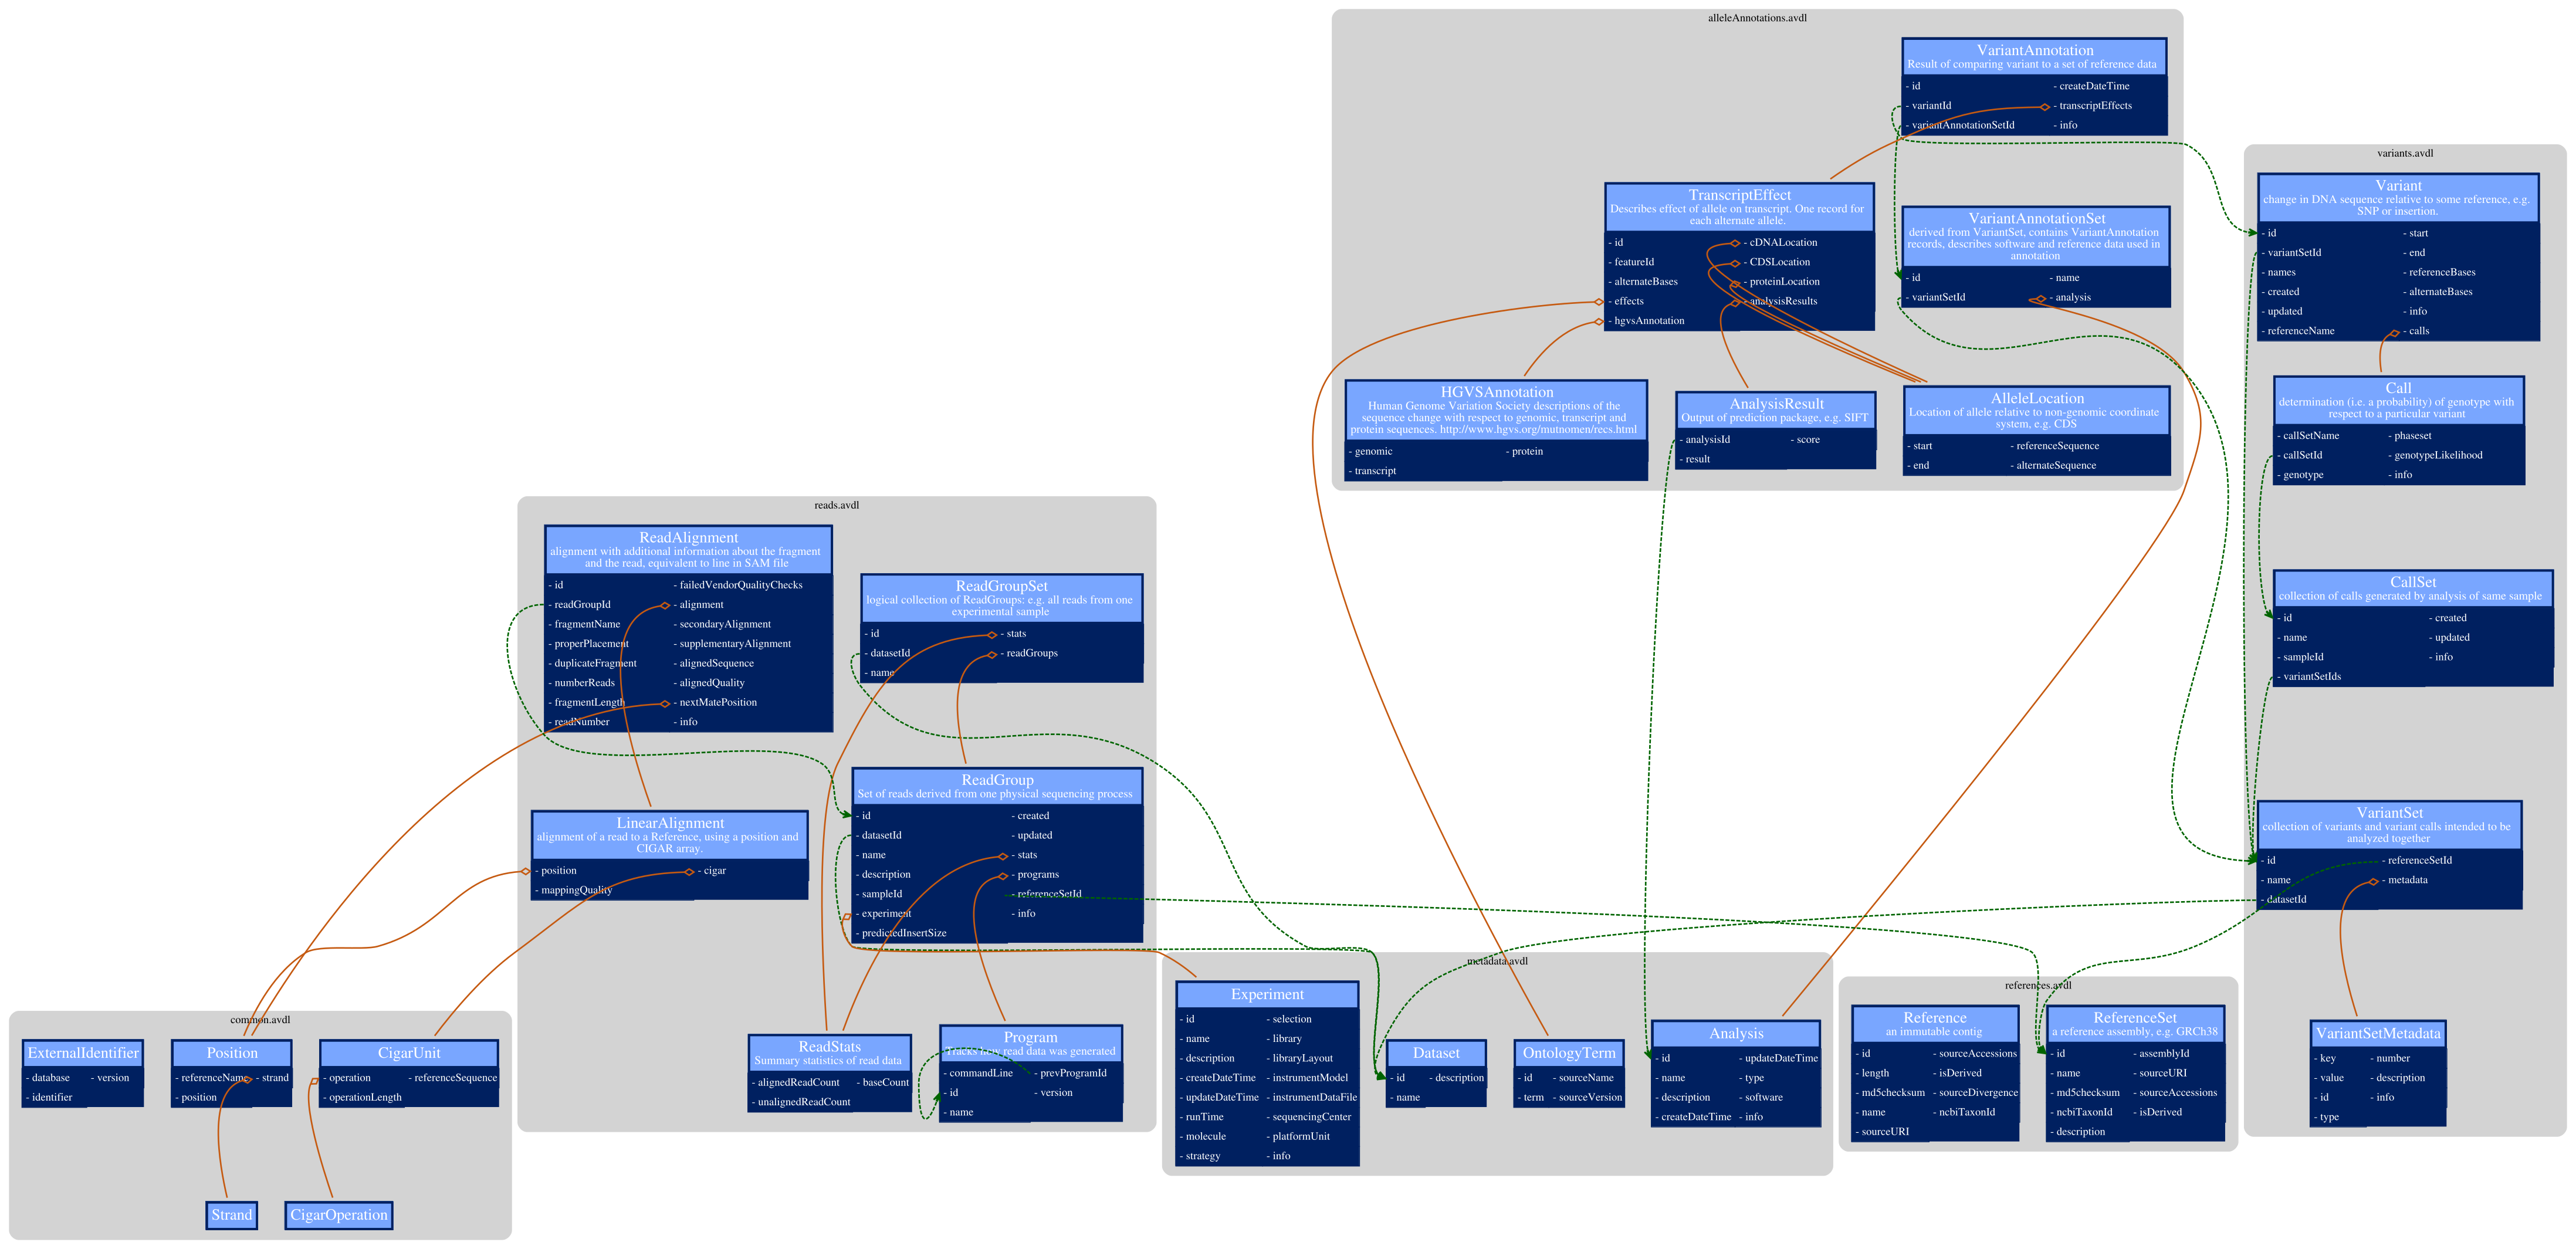 alleleAnnotations.avdl
VariantAnnotation
Result of comparing variant to a set of reference data
- id - createDateTime
- variantId - transcriptEffects
- variantAnnotationSetId - info
TranscriptEffect
Describes effect of allele on transcript. One record for
each alternate allele.
- id - cDNALocation
- featureId - CDSLocation
- alternateBases - proteinLocation
- effects - analysisResults
- hgvsAnnotation
VariantAnnotationSet
derived from VariantSet, contains VariantAnnotation
records, describes software and reference data used in
annotation
- id - name
- variantSetId - analysis
HGVSAnnotation
Human Genome Variation Society descriptions of the
sequence change with respect to genomic, transcript and
protein sequences. http://www.hgvs.org/mutnomen/recs.html
- genomic - protein
- transcript
AnalysisResult
Output of prediction package, e.g. SIFT
- analysisId - score
- result
AlleleLocation
Location of allele relative to non-genomic coordinate
system, e.g. CDS
- start - referenceSequence
- end - alternateSequence
variants.avdl
Variant
change in DNA sequence relative to some reference, e.g.
SNP or insertion.
- id - start
- variantSetId - end
- names - referenceBases
- created - alternateBases
- updated - info
- referenceName - calls
Call
determination (i.e. a probability) of genotype with
respect to a particular variant
- callSetName - phaseset
- callSetId - genotypeLikelihood
- genotype - info
CallSet
collection of calls generated by analysis of same sample
- id - created
- name - updated
- sampleId - info
- variantSetIds
VariantSet
collection of variants and variant calls intended to be
analyzed together
- id - referenceSetId
- name - metadata
- datasetId
VariantSetMetadata
- key - number
- value - description
- id - info
- type
reads.avdl
ReadAlignment
alignment with additional information about the fragment
and the read, equivalent to line in SAM file
- id - failedVendorQualityChecks
- readGroupId - alignment
- fragmentName - secondaryAlignment
- properPlacement - supplementaryAlignment
- duplicateFragment - alignedSequence
- numberReads - alignedQuality
- fragmentLength - nextMatePosition
- readNumber - info
ReadGroupSet
logical collection of ReadGroups: e.g. all reads from one
experimental sample
- id - stats
- datasetId - readGroups
- name
LinearAlignment
alignment of a read to a Reference, using a position and
CIGAR array.
- position - cigar
- mappingQuality
ReadGroup
Set of reads derived from one physical sequencing process
- id - created
- datasetId - updated
- name - stats
- description - programs
- sampleId - referenceSetId
- experiment - info
- predictedInsertSize
ReadStats
Summary statistics of read data
- alignedReadCount - baseCount
- unalignedReadCount
Program
Tracks how read data was generated
- commandLine - prevProgramId
- id - version
- name
common.avdl
ExternalIdentifier
- database - version
- identifier
Position
- referenceName - strand
- position
CigarUnit
- operation - referenceSequence
- operationLength
Strand
CigarOperation
metadata.avdl
Experiment
- id - selection
- name - library
- description - libraryLayout
- createDateTime - instrumentModel
- updateDateTime - instrumentDataFile
- runTime - sequencingCenter
- molecule - platformUnit
- strategy - info
Dataset
- id - description
- name
OntologyTerm
- id - sourceName
- term - sourceVersion
Analysis
- id - updateDateTime
- name - type
- description - software
- createDateTime - info
references.avdl
Reference
an immutable contig
- id - sourceAccessions
- length - isDerived
- md5checksum - sourceDivergence
- name - ncbiTaxonId
- sourceURI
ReferenceSet
a reference assembly, e.g. GRCh38
- id - assemblyId
- name - sourceURI
- md5checksum - sourceAccessions
- ncbiTaxonId - isDerived
- description